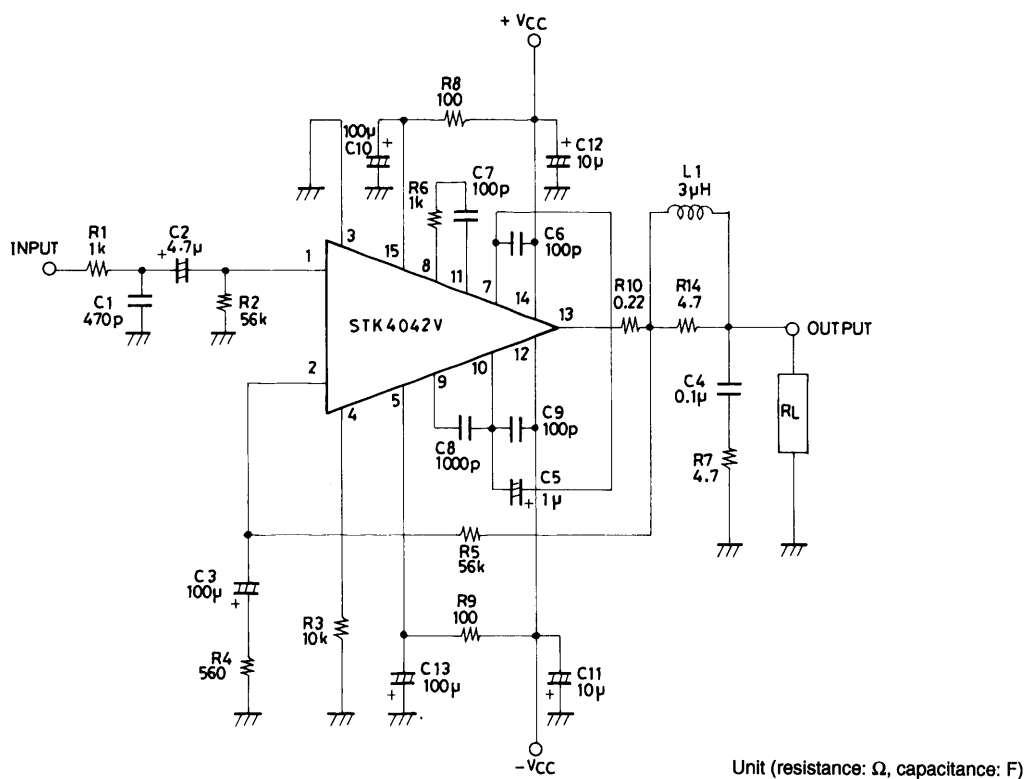 + VCC
R8
100
100µ
C10
+
+ C12
10µ
L1
3µH
R6
1k
C7
100p
C6
100p
INPUT
R1
1k
C2
+ 4.7µ
C1
470p
R2
56k
1
3
15
8
11
7
14
13
R10
0.22
R14
4.7
OUTPUT
STK4042V
2
4
5
9
10
12
C8
1000p
C9
100p
C5
+ 1µ
C4
0.1µ
R7
4.7
RL
R5
56k
C3
100µ
+
R3
10k
R9
100
R4
560
C13
100µ
+
C11
10µ
+
-VCC
Unit (resistance: Ω, capacitance: F)